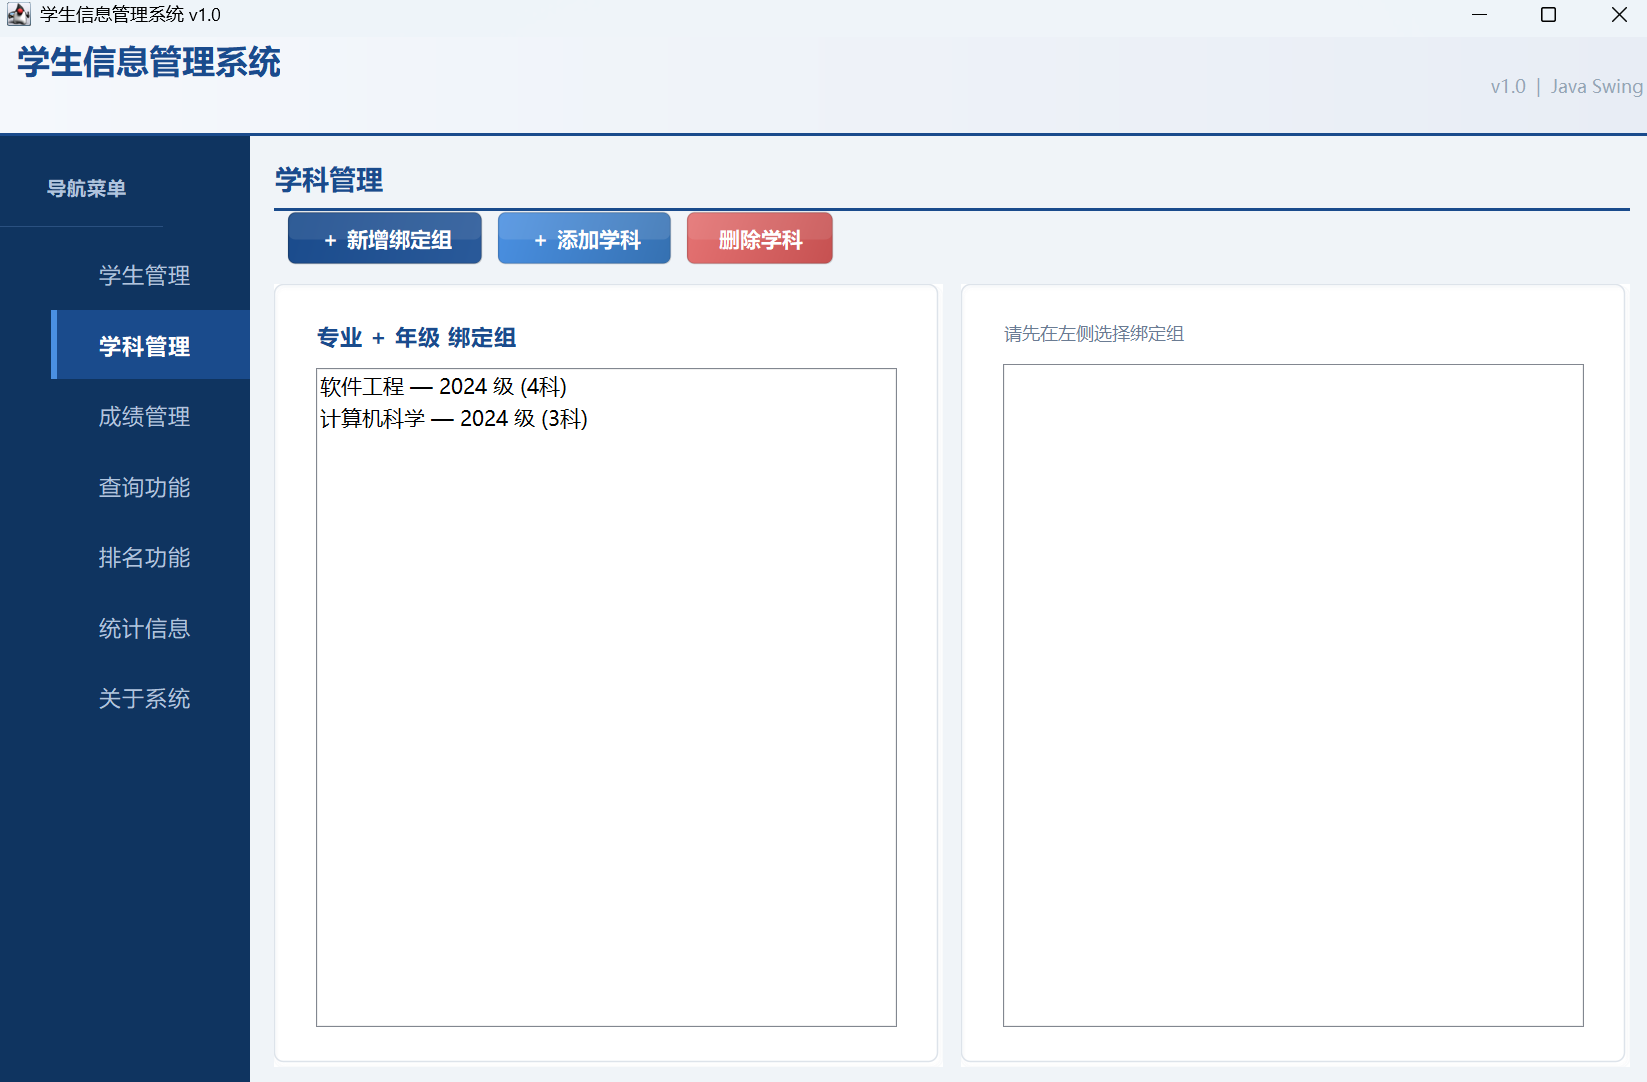 学生信息管理系统 v1.0
学生信息管理系统
v1.0 | Java Swing
导航菜单
学生管理
学科管理
成绩管理
查询功能
排名功能
统计信息
关于系统
学科管理
+ 新增绑定组
+ 添加学科
删除学科
专业 + 年级 绑定组
软件工程 — 2024 级 (4科)
计算机科学 — 2024 级 (3科)
请先在左侧选择绑定组